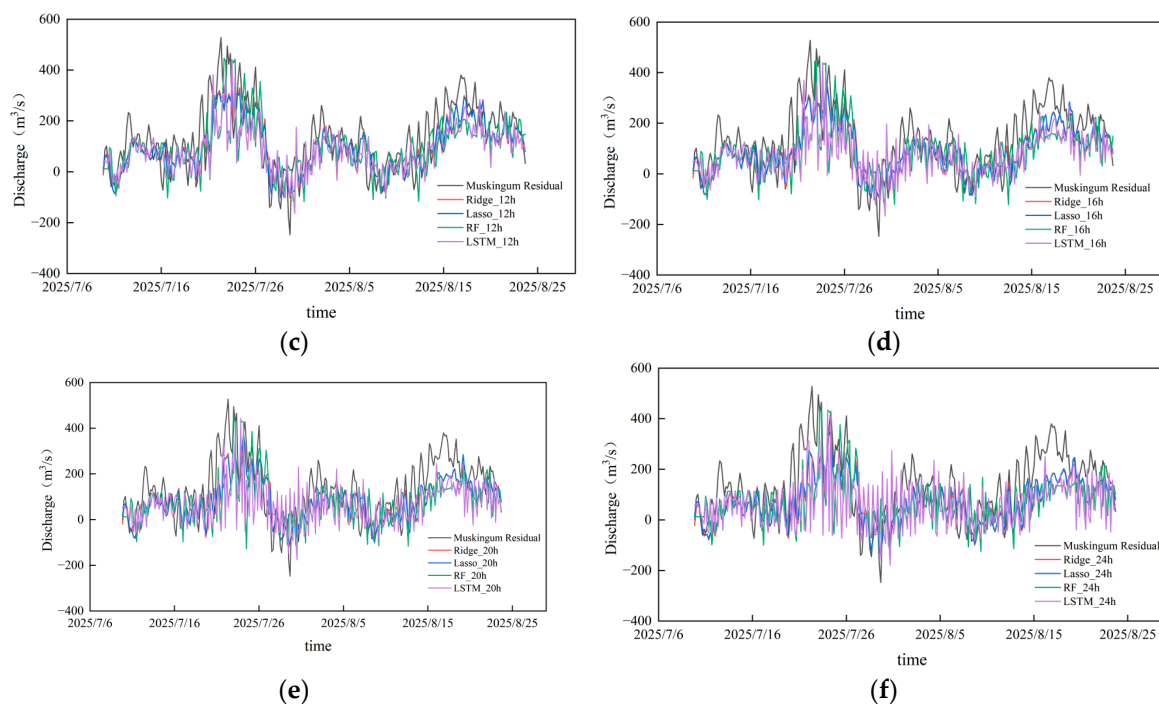 600
400
200
0
−200
−400
Discharge（m³/s）
Muskingum Residual
Ridge_12h
Lasso_12h
RF_12h
LSTM_12h
2025/7/6
2025/7/16
2025/7/26
2025/8/5
2025/8/15
2025/8/25
time
(c)
600
400
200
0
−200
−400
Discharge（m³/s）
Muskingum Residual
Ridge_16h
Lasso_16h
RF_16h
LSTM_16h
2025/7/6
2025/7/16
2025/7/26
2025/8/5
2025/8/15
2025/8/25
time
(d)
600
400
200
0
−200
−400
Discharge（m³/s）
Muskingum Residual
Ridge_20h
Lasso_20h
RF_20h
LSTM_20h
2025/7/6
2025/7/16
2025/7/26
2025/8/5
2025/8/15
2025/8/25
time
(e)
600
400
200
0
−200
−400
Discharge（m³/s）
Muskingum Residual
Ridge_24h
Lasso_24h
RF_24h
LSTM_24h
2025/7/6
2025/7/16
2025/7/26
2025/8/5
2025/8/15
2025/8/25
time
(f)